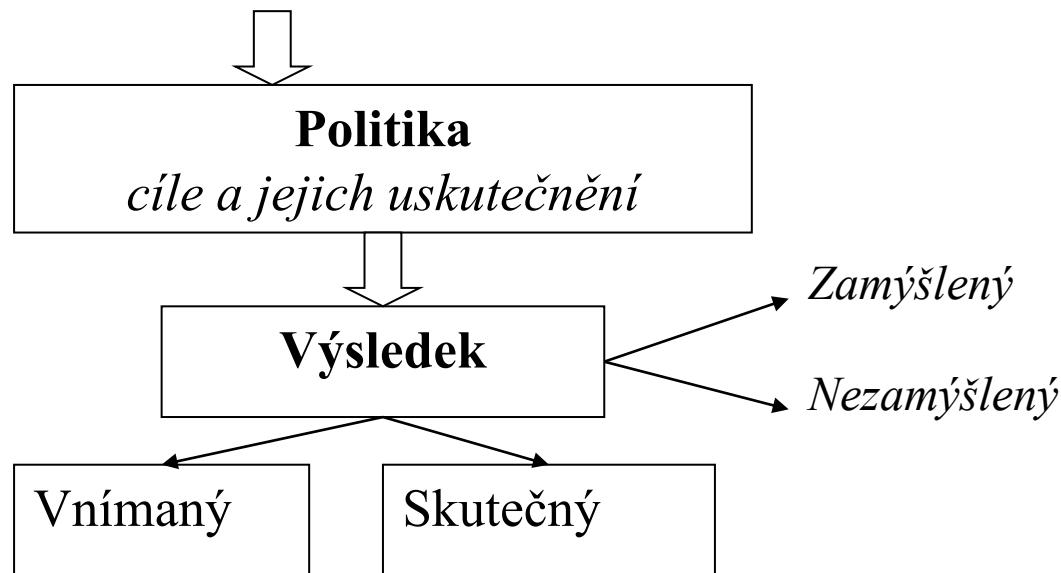 Politika
cíle a jejich uskutečnění
Zamýšlený
Výsledek
Nezamýšlený
Vnímaný
Skutečný